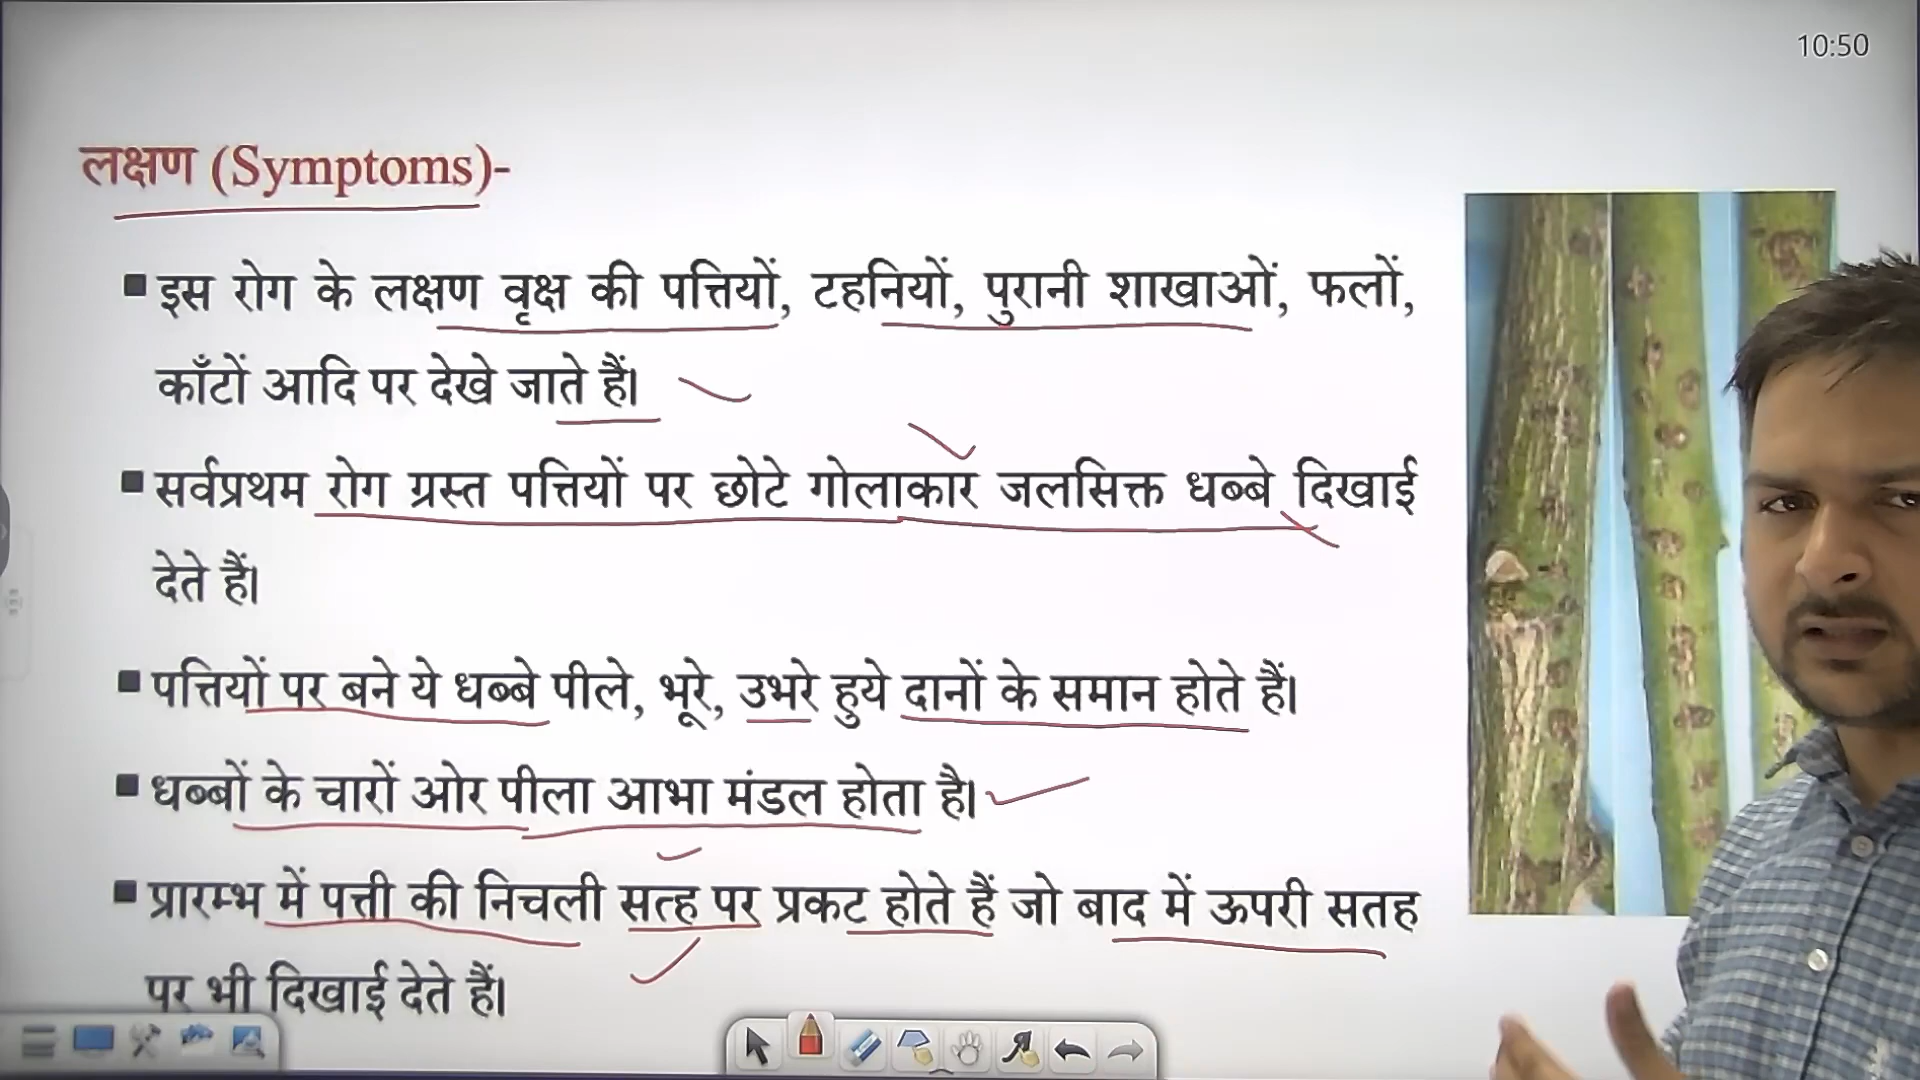 10:50
लक्षण (Symptoms)-
▪ इस रोग के लक्षण वृक्ष की पत्तियों, टहनियों, पुरानी शाखाओं, फलों,
काँटों आदि पर देखे जाते हैं।
▪ सर्वप्रथम रोग ग्रस्त पत्तियों पर छोटे गोलाकार जलसिक्त धब्बे दिखाई
देते हैं।
▪ पत्तियों पर बने ये धब्बे पीले, भूरे, उभरे हुये दानों के समान होते हैं।
▪ धब्बों के चारों ओर पीला आभा मंडल होता है।
▪ प्रारम्भ में पत्ती की निचली सत्ह पर प्रकट होते हैं जो बाद में ऊपरी सतह
पर भी दिखाई देते हैं।